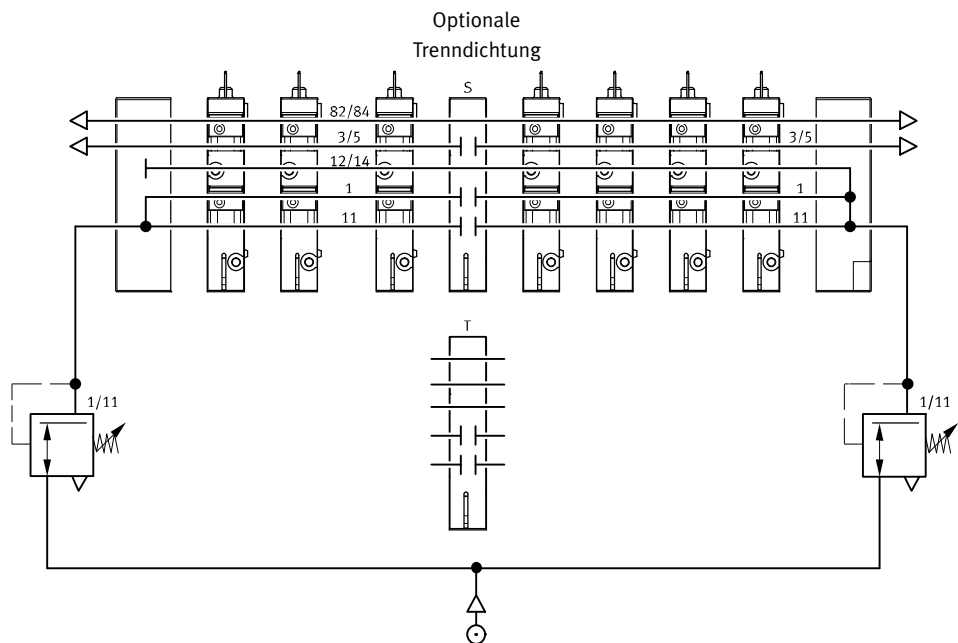 Optionale
Trenndichtung
S
82/84
3/5 3/5
12/14
1 1
11 11
T
1/11 1/11